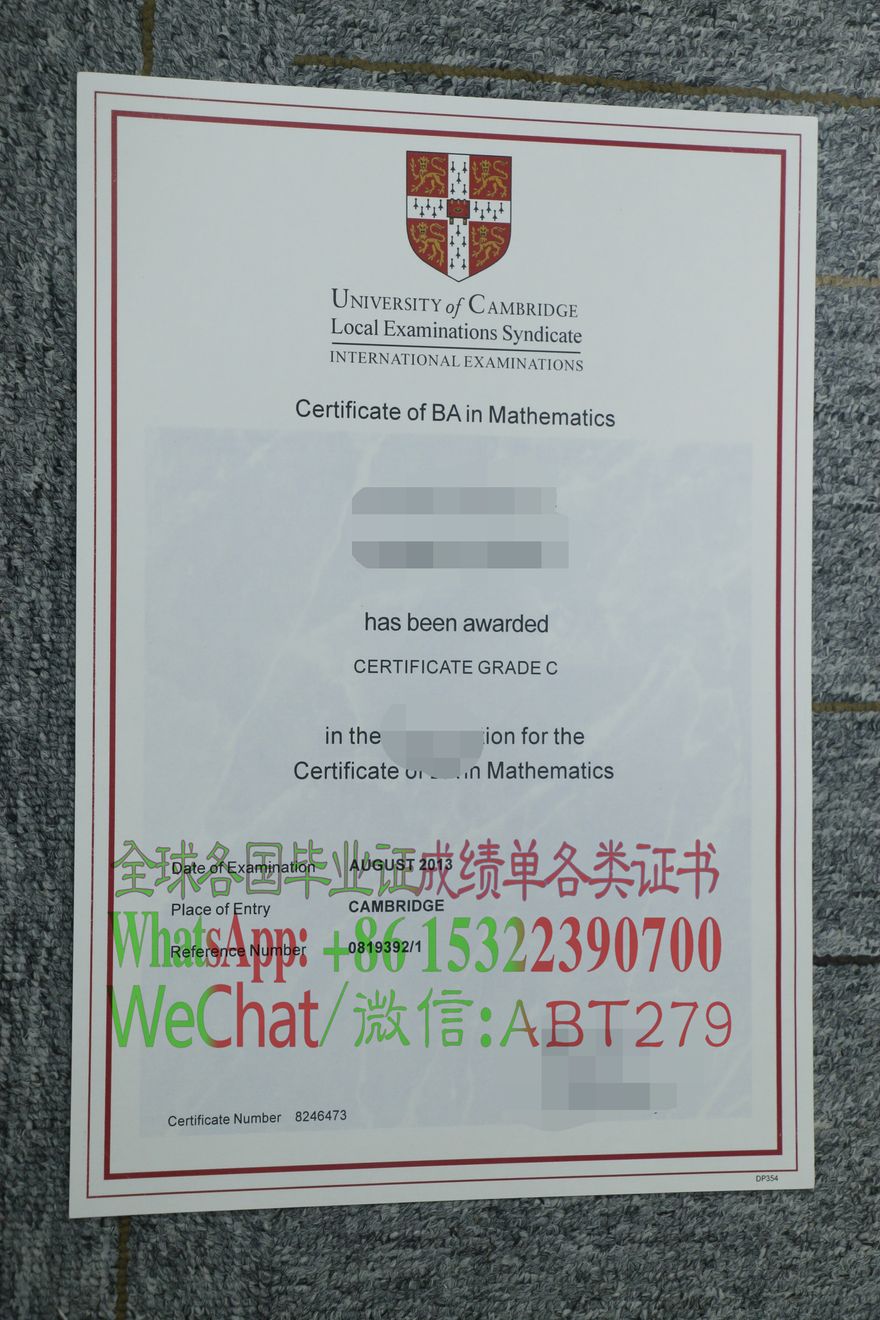 UNIVERSITY of CAMBRIDGE
Local Examinations Syndicate
INTERNATIONAL EXAMINATIONS
Certificate of BA in Mathematics
has been awarded
CERTIFICATE GRADE C
in the ion for the
Certificate in Mathematics
全球各国毕业证成绩单各类证书
Date of Examination AUGUST 2013
Place of Entry CAMBRIDGE
WhatsApp: +86 15322390700
Reference Number 0819392/1
WeChat/微信:ABT279
Certificate Number 8246473
DP354